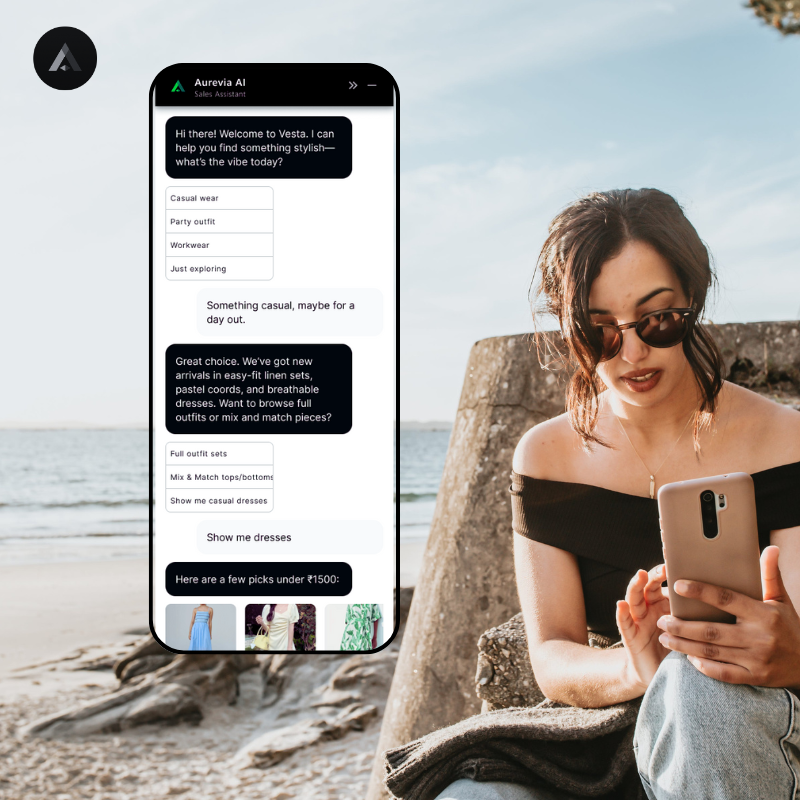 Aurevia AI
Sales Assistant
Hi there! Welcome to Vesta. I can
help you find something stylish—
what's the vibe today?
Casual wear
Party outfit
Workwear
Just exploring
Something casual, maybe for a
day out.
Great choice. We've got new
arrivals in easy-fit linen sets,
pastel coords, and breathable
dresses. Want to browse full
outfits or mix and match pieces?
Full outfit sets
Mix & Match tops/bottoms
Show me casual dresses
Show me dresses
Here are a few picks under ₹1500: